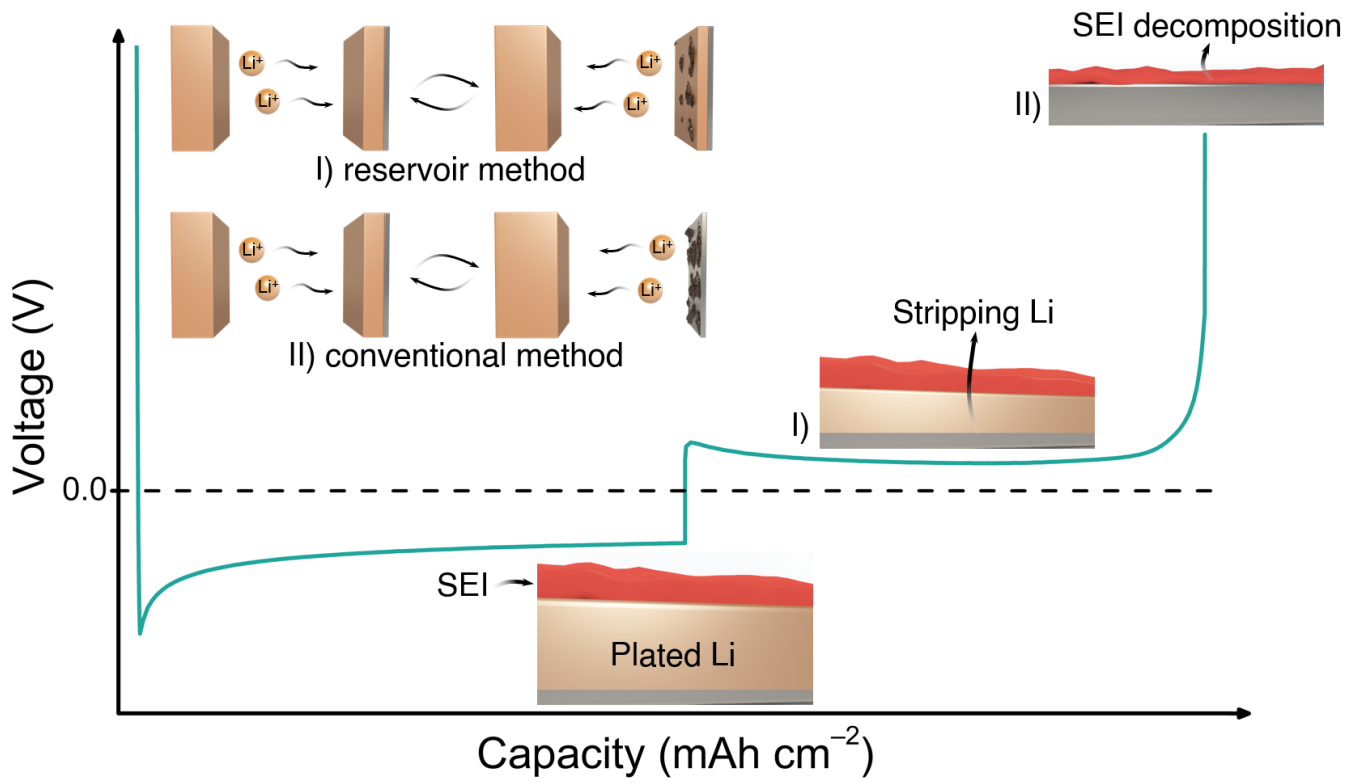 SEI decomposition
II)
Li⁺
Li⁺
Li⁺
Li⁺
I) reservoir method
Li⁺
Li⁺
Li⁺
Li⁺
II) conventional method
Stripping Li
I)
Voltage (V)
0.0
SEI
Plated Li
Capacity (mAh cm⁻²)